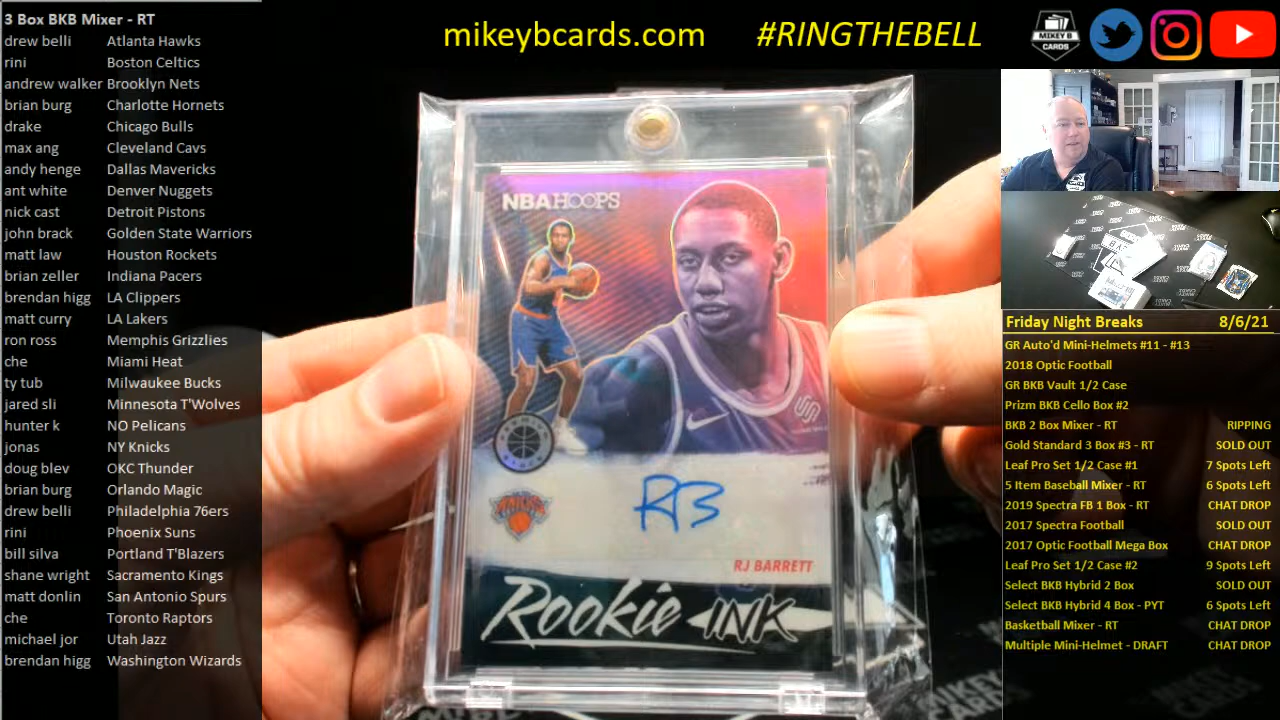 3 Box BKB Mixer - RT
drew belli Atlanta Hawks
rini Boston Celtics
andrew walker Brooklyn Nets
brian burg Charlotte Hornets
drake Chicago Bulls
max ang Cleveland Cavs
andy henge Dallas Mavericks
ant white Denver Nuggets
nick cast Detroit Pistons
john brack Golden State Warriors
matt law Houston Rockets
brian zeller Indiana Pacers
brendan higg LA Clippers
matt curry LA Lakers
ron ross Memphis Grizzlies
che Miami Heat
ty tub Milwaukee Bucks
jared sli Minnesota T'Wolves
hunter k NO Pelicans
jonas NY Knicks
doug blev OKC Thunder
brian burg Orlando Magic
drew belli Philadelphia 76ers
rini Phoenix Suns
bill silva Portland T'Blazers
shane wright Sacramento Kings
matt donlin San Antonio Spurs
che Toronto Raptors
michael jor Utah Jazz
brendan higg Washington Wizards
mikeybcards.com #RINGTHEBELL
MIKEY B
CARDS
NBA HOOPS
KNICKS
RJB
RJ BARRETT
Rookie INK
Friday Night Breaks 8/6/21
GR Auto'd Mini-Helmets #11 - #13
2018 Optic Football
GR BKB Vault 1/2 Case
Prizm BKB Cello Box #2
BKB 2 Box Mixer - RT RIPPING
Gold Standard 3 Box #3 - RT SOLD OUT
Leaf Pro Set 1/2 Case #1 7 Spots Left
5 Item Baseball Mixer - RT 6 Spots Left
2019 Spectra FB 1 Box - RT CHAT DROP
2017 Spectra Football SOLD OUT
2017 Optic Football Mega Box CHAT DROP
Leaf Pro Set 1/2 Case #2 9 Spots Left
Select BKB Hybrid 2 Box SOLD OUT
Select BKB Hybrid 4 Box - PYT 6 Spots Left
Basketball Mixer - RT CHAT DROP
Multiple Mini-Helmet - DRAFT CHAT DROP